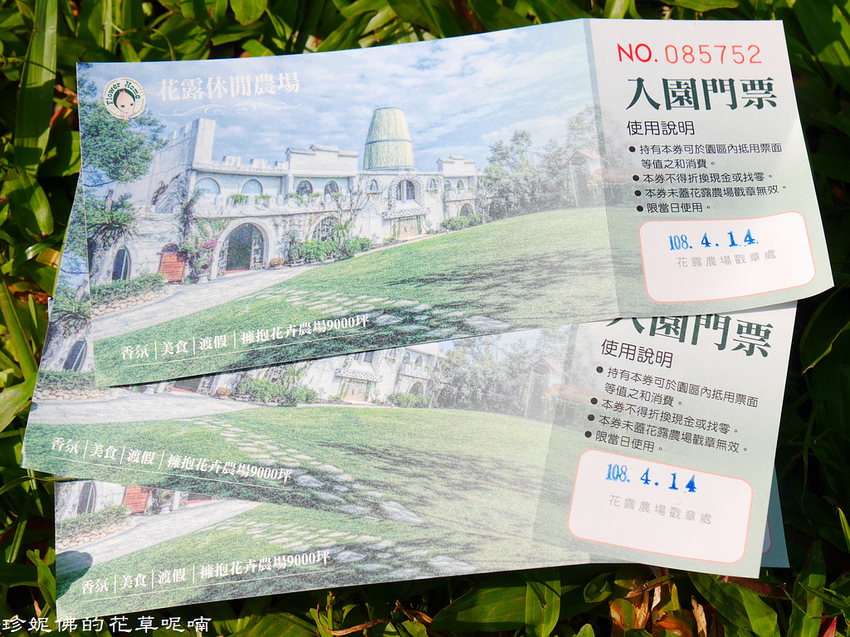 Flower Home
花露休閒農場
NO. 085752
入園門票
使用說明
●持有本券可於園區內抵用票面
等值之和消費。
●本券不得折換現金或找零。
●本券未蓋花露農場戳章無效。
●限當日使用。
108. 4. 14
花露農場戳章處
香氛｜美食｜渡假｜擁抱花卉農場9000坪
入園門票
使用說明
●持有本券可於園區內抵用票面
等值之和消費。
●本券不得折換現金或找零。
●本券未蓋花露農場戳章無效。
●限當日使用。
108. 4. 14
花露農場戳章處
香氛｜美食｜渡假｜擁抱花卉農場9000坪
香氛｜美食｜渡假｜擁抱花卉農場9000坪
珍妮佛的花草呢喃